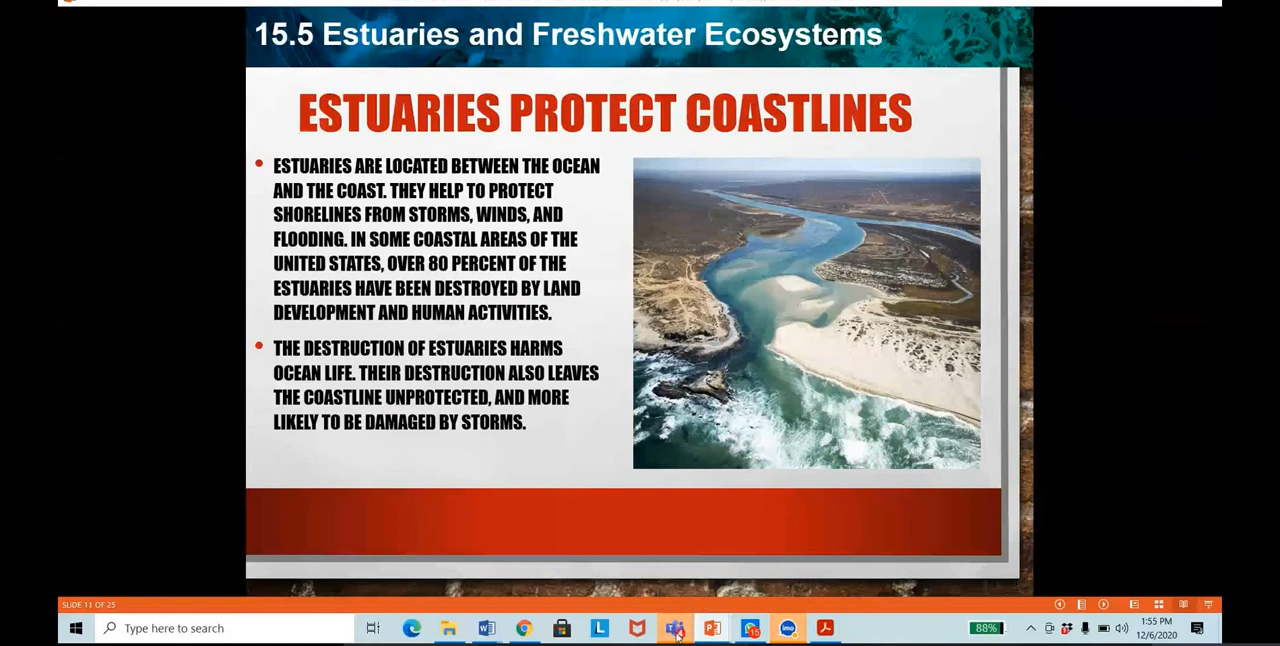 15.5 Estuaries and Freshwater Ecosystems
ESTUARIES PROTECT COASTLINES
• ESTUARIES ARE LOCATED BETWEEN THE OCEAN
AND THE COAST. THEY HELP TO PROTECT
SHORELINES FROM STORMS, WINDS, AND
FLOODING. IN SOME COASTAL AREAS OF THE
UNITED STATES, OVER 80 PERCENT OF THE
ESTUARIES HAVE BEEN DESTROYED BY LAND
DEVELOPMENT AND HUMAN ACTIVITIES.
• THE DESTRUCTION OF ESTUARIES HARMS
OCEAN LIFE. THEIR DESTRUCTION ALSO LEAVES
THE COASTLINE UNPROTECTED, AND MORE
LIKELY TO BE DAMAGED BY STORMS.
SLIDE 11 OF 25
Type here to search
L
15
imo
88%
1:55 PM
12/6/2020